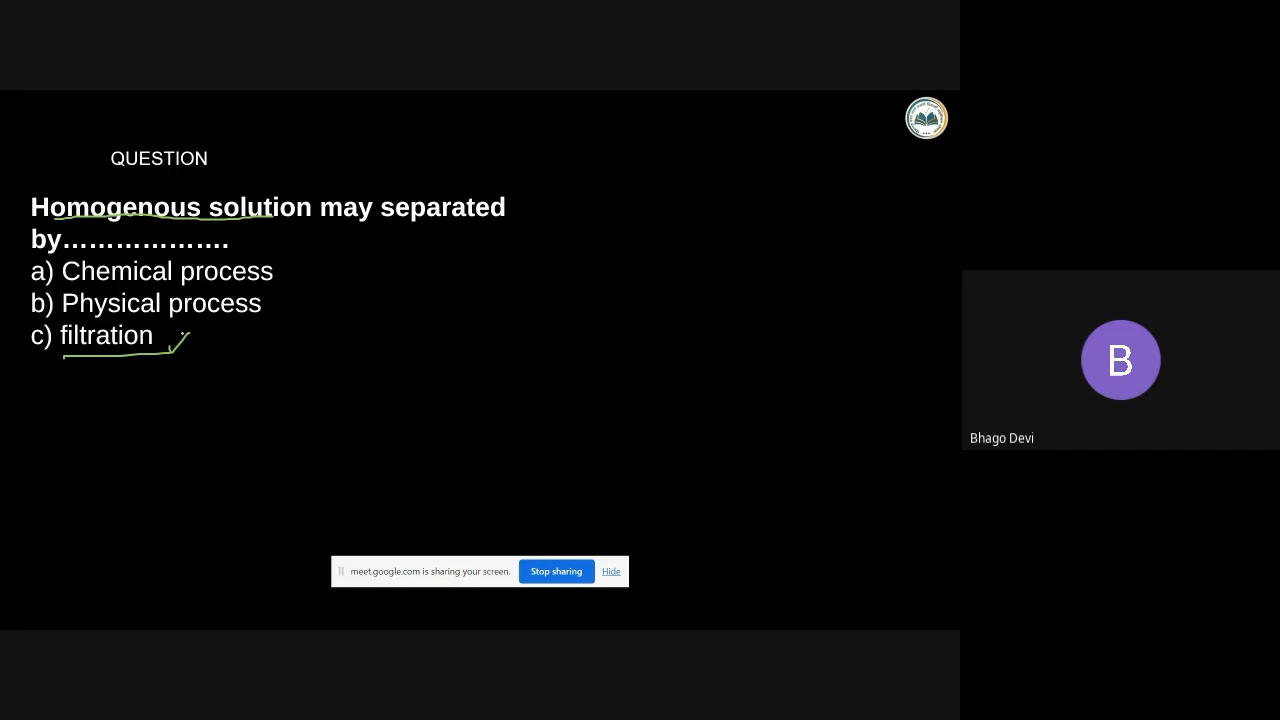 QUESTION
Homogenous solution may separated
by……………….
a) Chemical process
b) Physical process
c) filtration
B
Bhago Devi
meet.google.com is sharing your screen.
Stop sharing
Hide